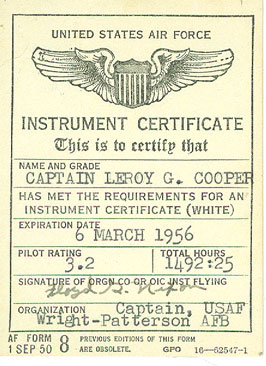 UNITED STATES AIR FORCE
INSTRUMENT CERTIFICATE
This is to certify that
NAME AND GRADE
CAPTAIN LEROY G. COOPER
HAS MET THE REQUIREMENTS FOR AN
INSTRUMENT CERTIFICATE (WHITE)
EXPIRATION DATE
6 MARCH 1956
PILOT RATING TOTAL HOURS
3.2 1492:25
SIGNATURE OF ORGN CO OR OIC INST FLYING
Captain, USAF
ORGANIZATION
Wright-Patterson AFB
AF FORM 8 PREVIOUS EDITIONS OF THIS FORM
1 SEP 50 ARE OBSOLETE. GPO 16—62547-1